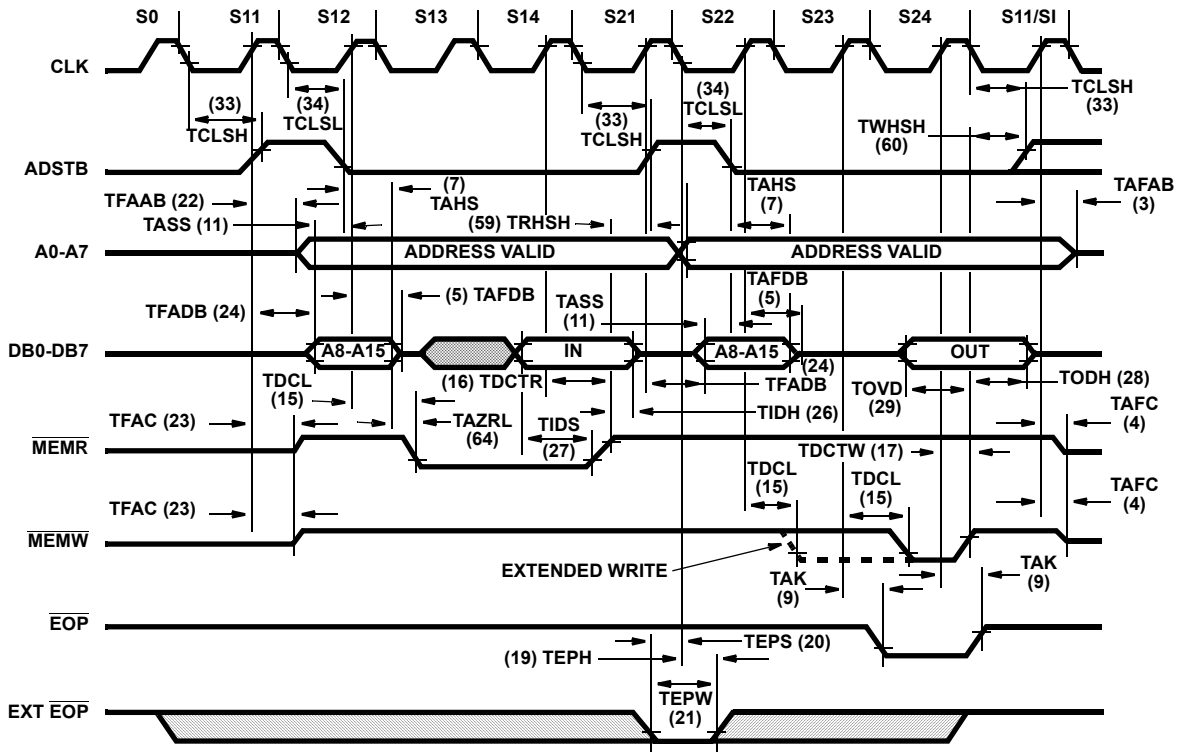 S0 S11 S12 S13 S14 S21 S22 S23 S24 S11/SI
CLK
(33)
TCLSH
(34)
TCLSL
(33)
TCLSH
(34)
TCLSL
TCLSH
(33)
TWHSH
(60)
ADSTB
TFAAB (22)
(7)
TAHS
TAHS
(7)
TAFAB
(3)
TASS (11)
(59) TRHSH
A0-A7
ADDRESS VALID
ADDRESS VALID
TFADB (24)
(5) TAFDB
TASS
(11)
TAFDB
(5)
DB0-DB7
A8-A15
IN
A8-A15
OUT
(24)
TFADB
TDCL
(15)
(16) TDCTR
TOVD
(29)
TODH (28)
TIDH (26)
TFAC (23)
TAZRL
(64)
TIDS
(27)
TAFC
(4)
MEMR
TDCTW (17)
TDCL
(15)
TDCL
(15)
TFAC (23)
TAFC
(4)
MEMW
EXTENDED WRITE
TAK
(9)
TAK
(9)
EOP
TEPS (20)
(19) TEPH
TEPW
(21)
EXT EOP